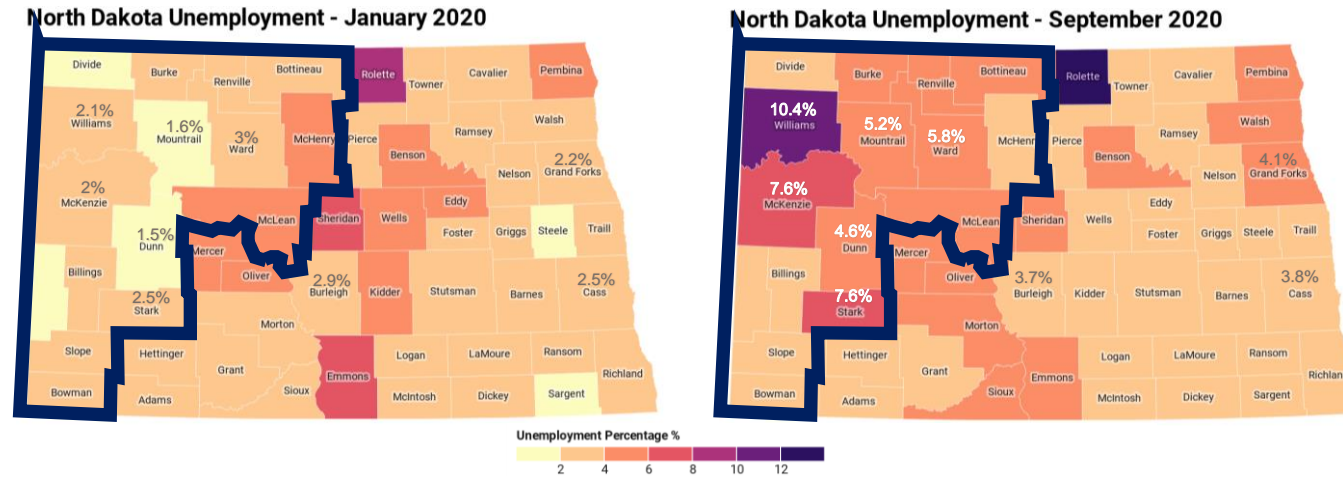 North Dakota Unemployment - January 2020
Divide
Burke
Renville
Bottineau
Rolette
Towner
Cavalier
Pembina
2.1%
Williams
1.6%
Mountrail
3%
Ward
McHenry
Pierce
Ramsey
Walsh
Benson
Nelson
2.2%
Grand Forks
2%
McKenzie
McLean
Sheridan
Wells
Eddy
Foster
Griggs
Steele
Traill
1.5%
Dunn
Mercer
Oliver
Billings
2.5%
Stark
2.9%
Burleigh
Kidder
Stutsman
Barnes
2.5%
Cass
Morton
Slope
Hettinger
Grant
Bowman
Adams
Sioux
Emmons
Logan
LaMoure
Ransom
Richland
McIntosh
Dickey
Sargent
North Dakota Unemployment - September 2020
Divide
Burke
Renville
Bottineau
Rolette
Towner
Cavalier
Pembina
10.4%
Williams
5.2%
Mountrail
5.8%
Ward
McHenr
Pierce
Ramsey
Walsh
Benson
Nelson
4.1%
Grand Forks
7.6%
McKenzie
McLean
Sheridan
Wells
Eddy
Foster
Griggs
Steele
Traill
4.6%
Dunn
Mercer
Oliver
Billings
7.6%
Stark
3.7%
Burleigh
Kidder
Stutsman
Barnes
3.8%
Cass
Morton
Slope
Hettinger
Grant
Bowman
Adams
Sioux
Emmons
Logan
LaMoure
Ransom
Richlan
McIntosh
Dickey
Sargent
Unemployment Percentage %
2 4 6 8 10 12